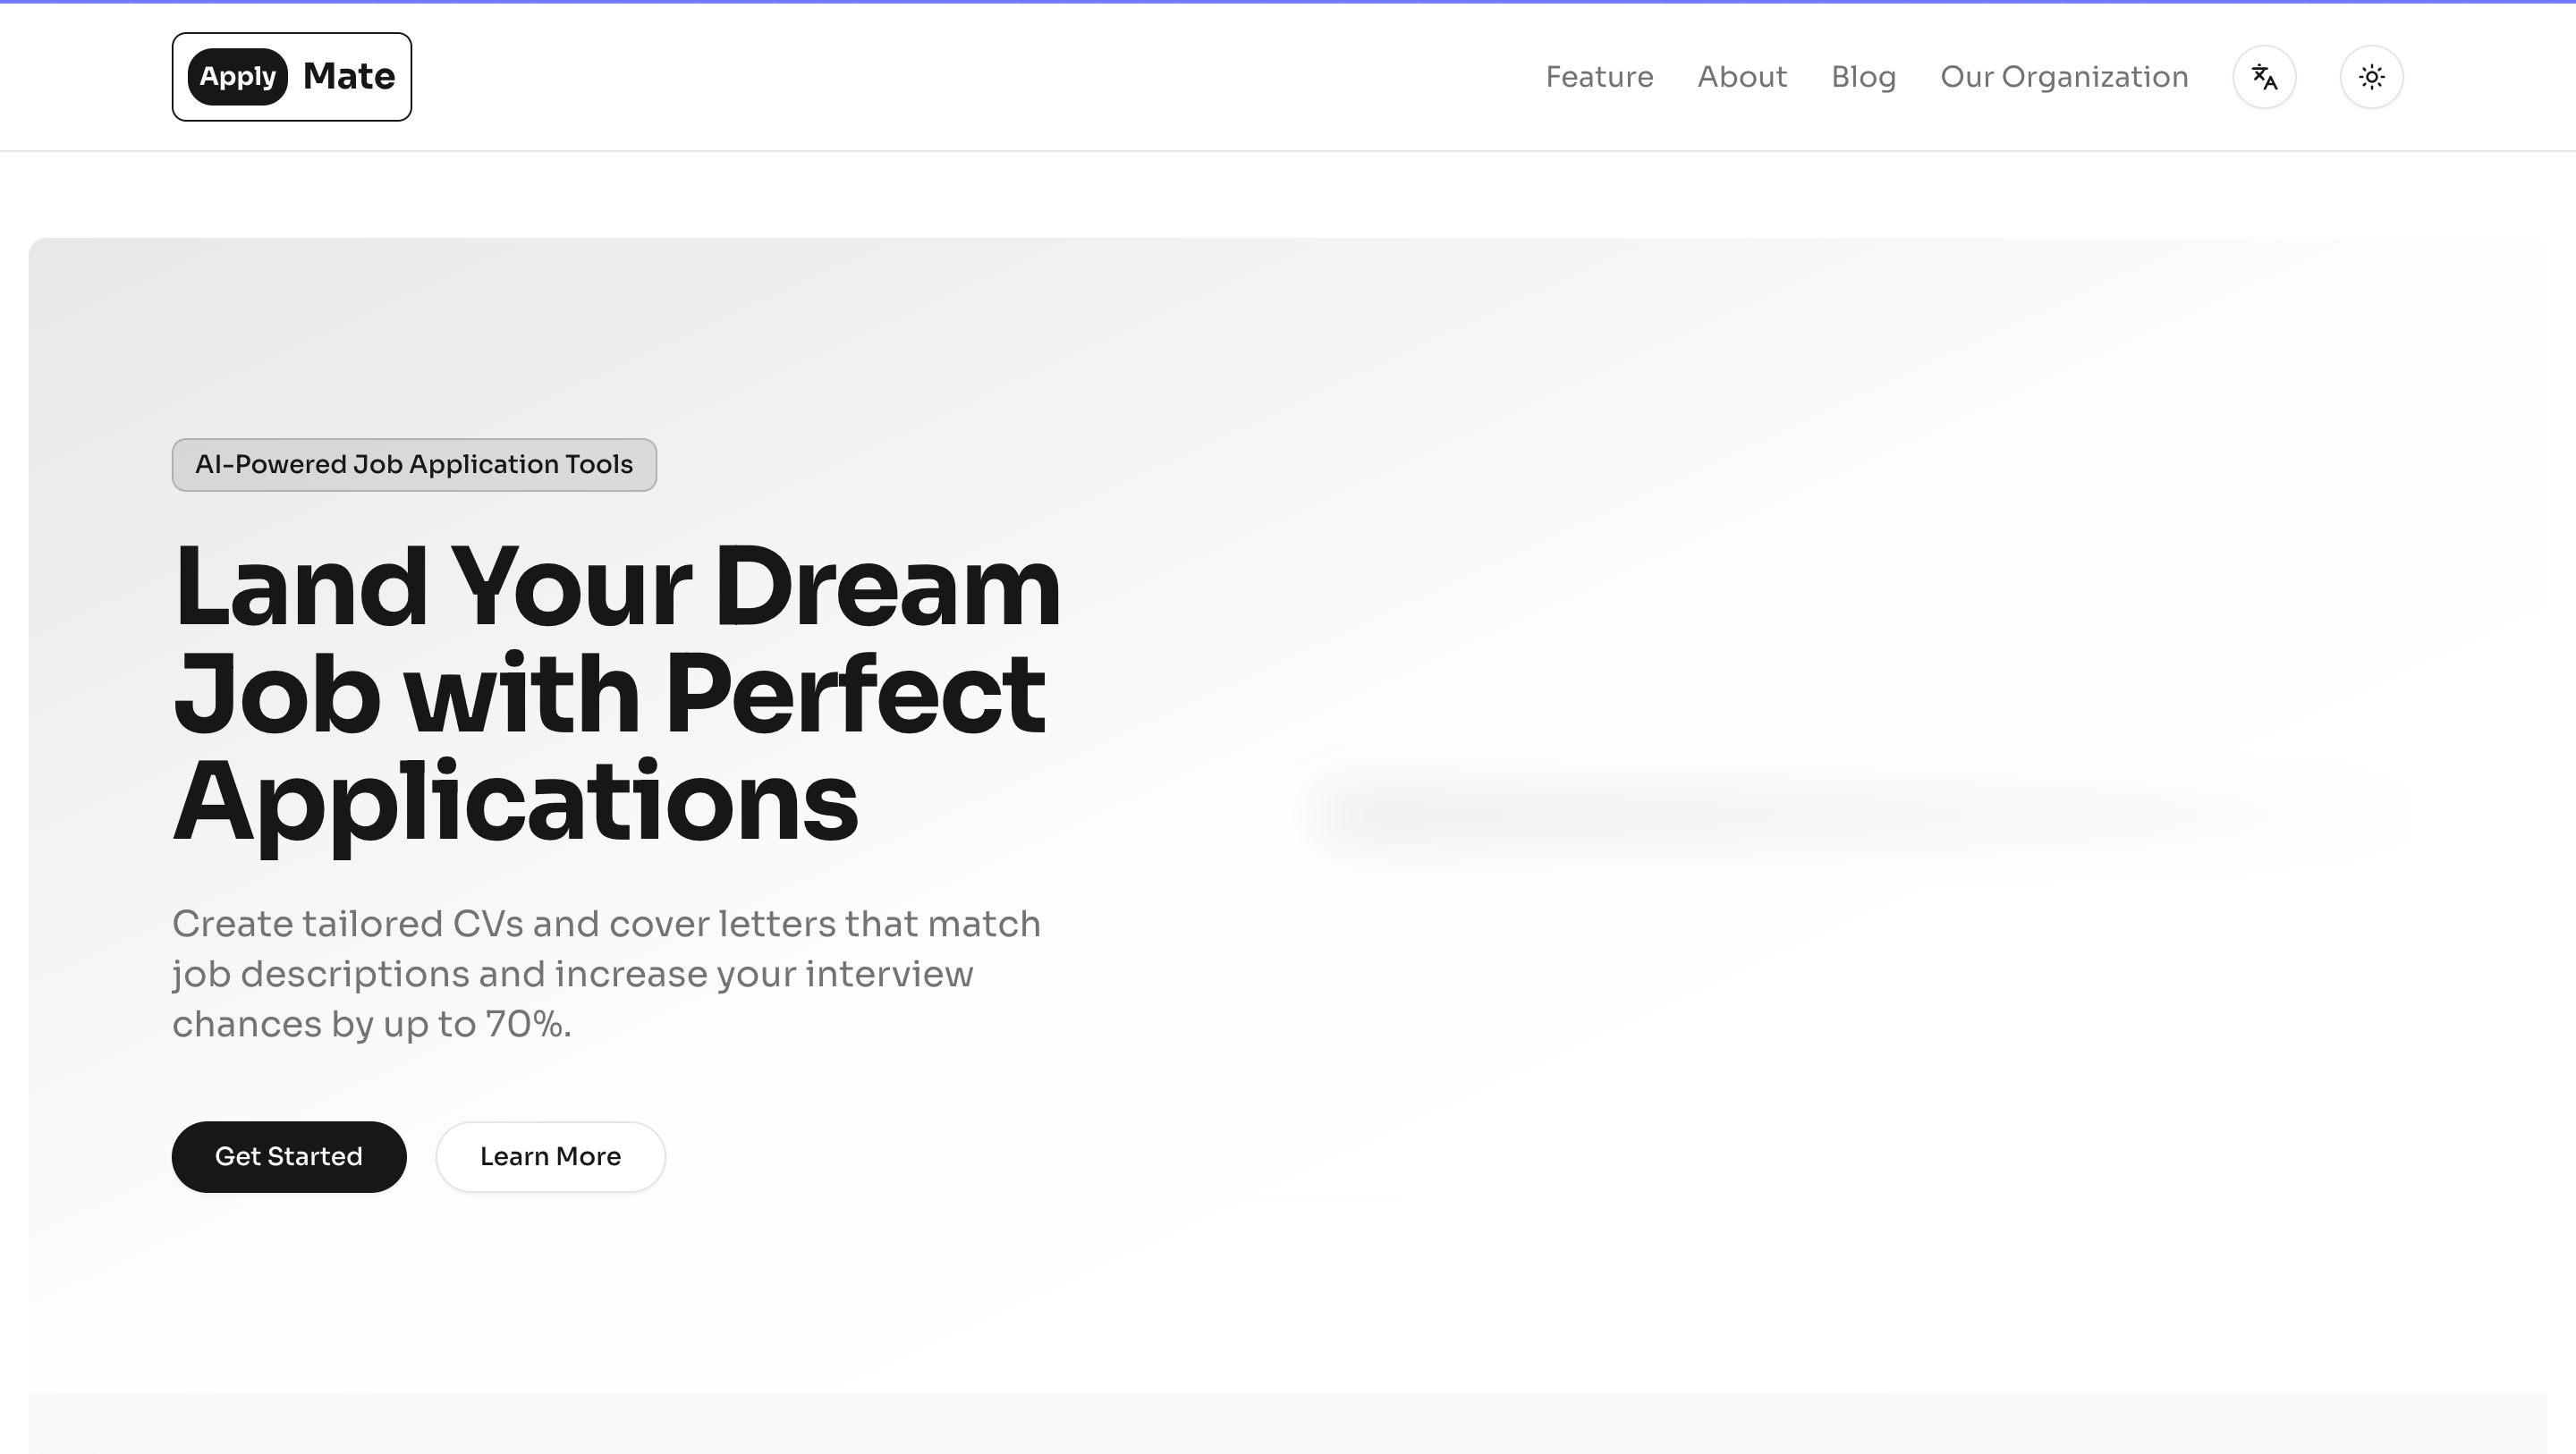 Apply Mate
Feature
About
Blog
Our Organization
AI-Powered Job Application Tools
Land Your Dream
Job with Perfect
Applications
Create tailored CVs and cover letters that match
job descriptions and increase your interview
chances by up to 70%.
Get Started
Learn More